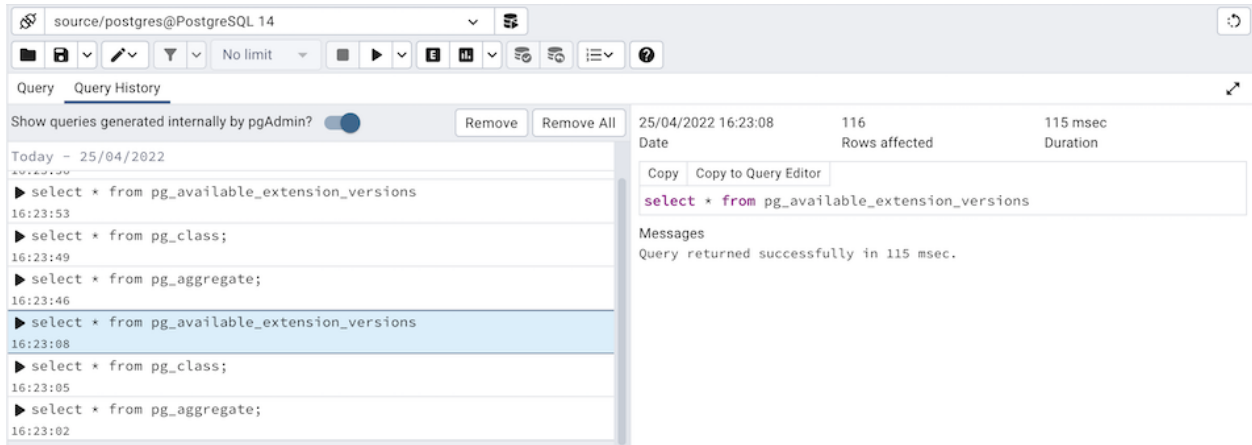 source/postgres@PostgreSQL 14
No limit
E
Query Query History
Show queries generated internally by pgAdmin? Remove Remove All
Today - 25/04/2022
select * from pg_available_extension_versions
16:23:53
select * from pg_class;
16:23:49
select * from pg_aggregate;
16:23:46
select * from pg_available_extension_versions
16:23:08
select * from pg_class;
16:23:05
select * from pg_aggregate;
16:23:02
25/04/2022 16:23:08 116 115 msec
Date Rows affected Duration
Copy Copy to Query Editor
select * from pg_available_extension_versions
Messages
Query returned successfully in 115 msec.